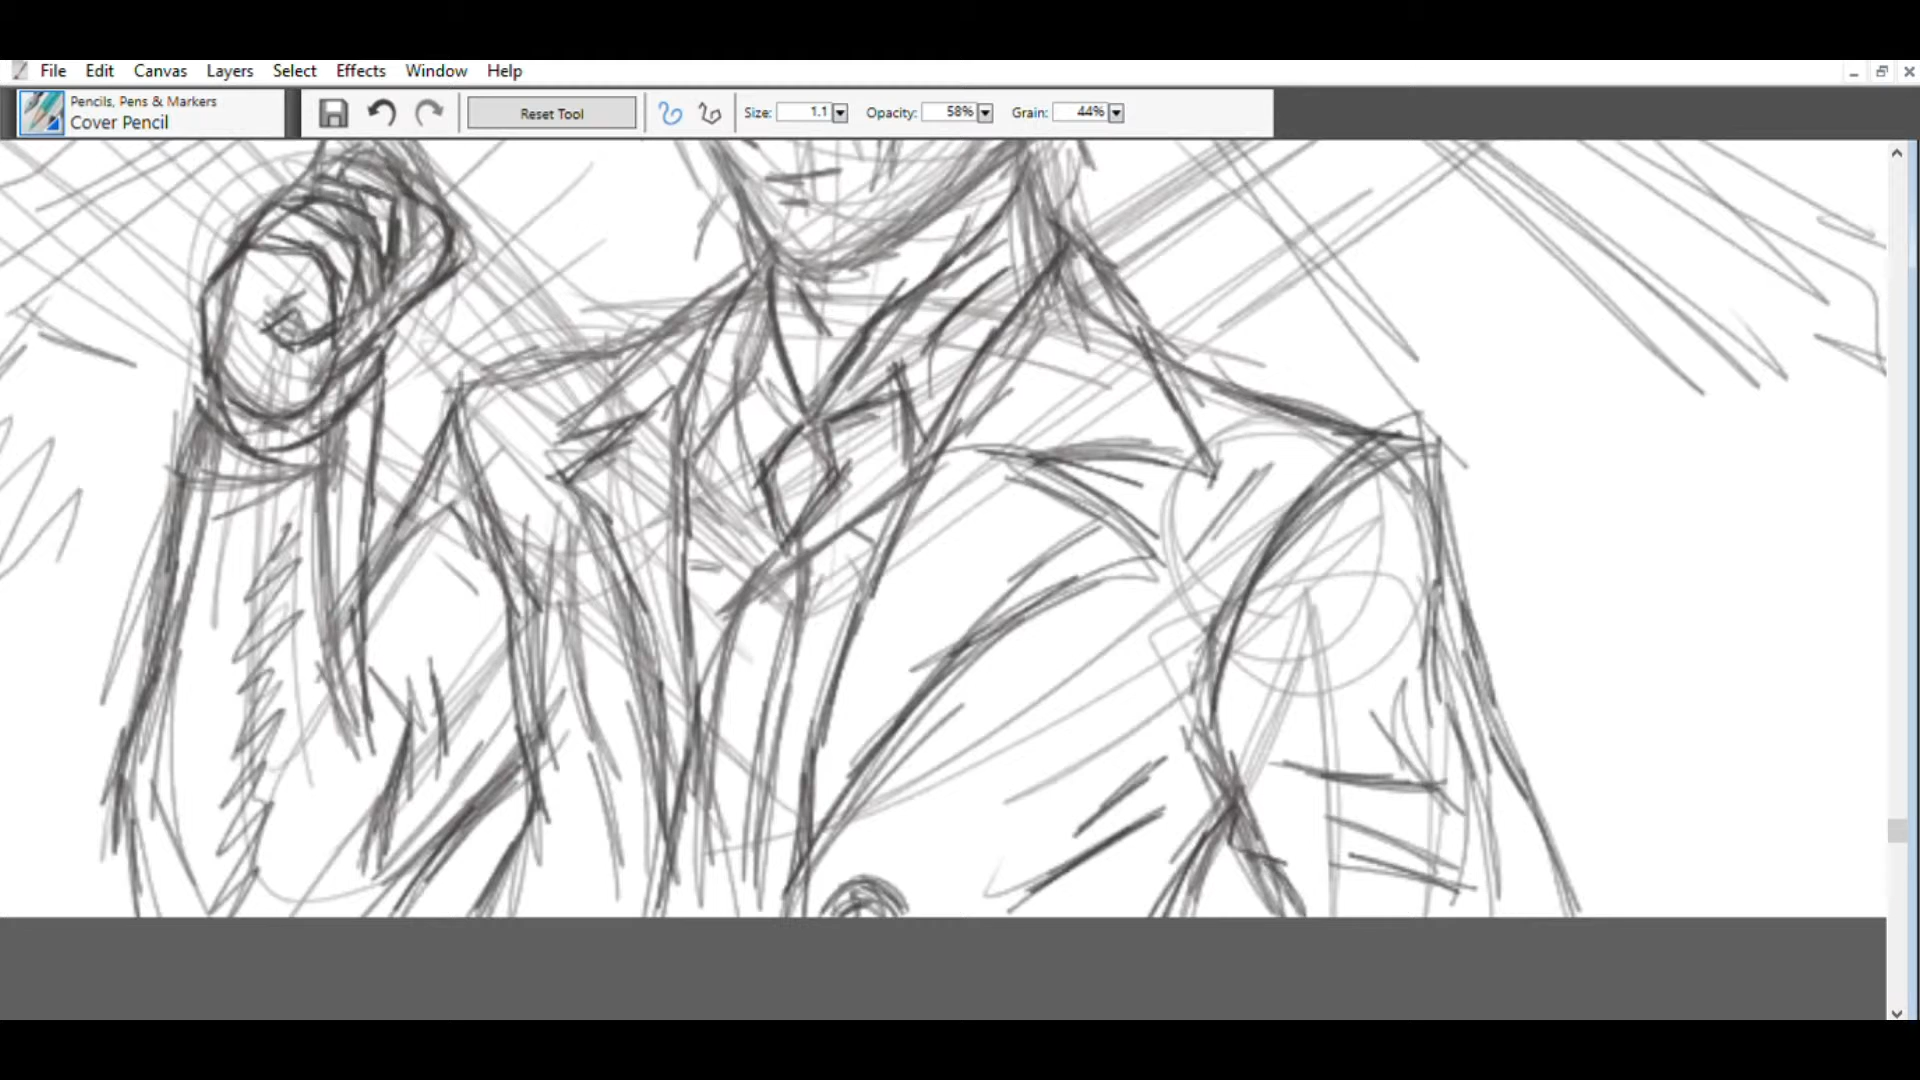 File Edit Canvas Layers Select Effects Window Help
Pencils, Pens & Markers
Cover Pencil
Reset Tool Size: 1.1 Opacity: 58% Grain: 44%